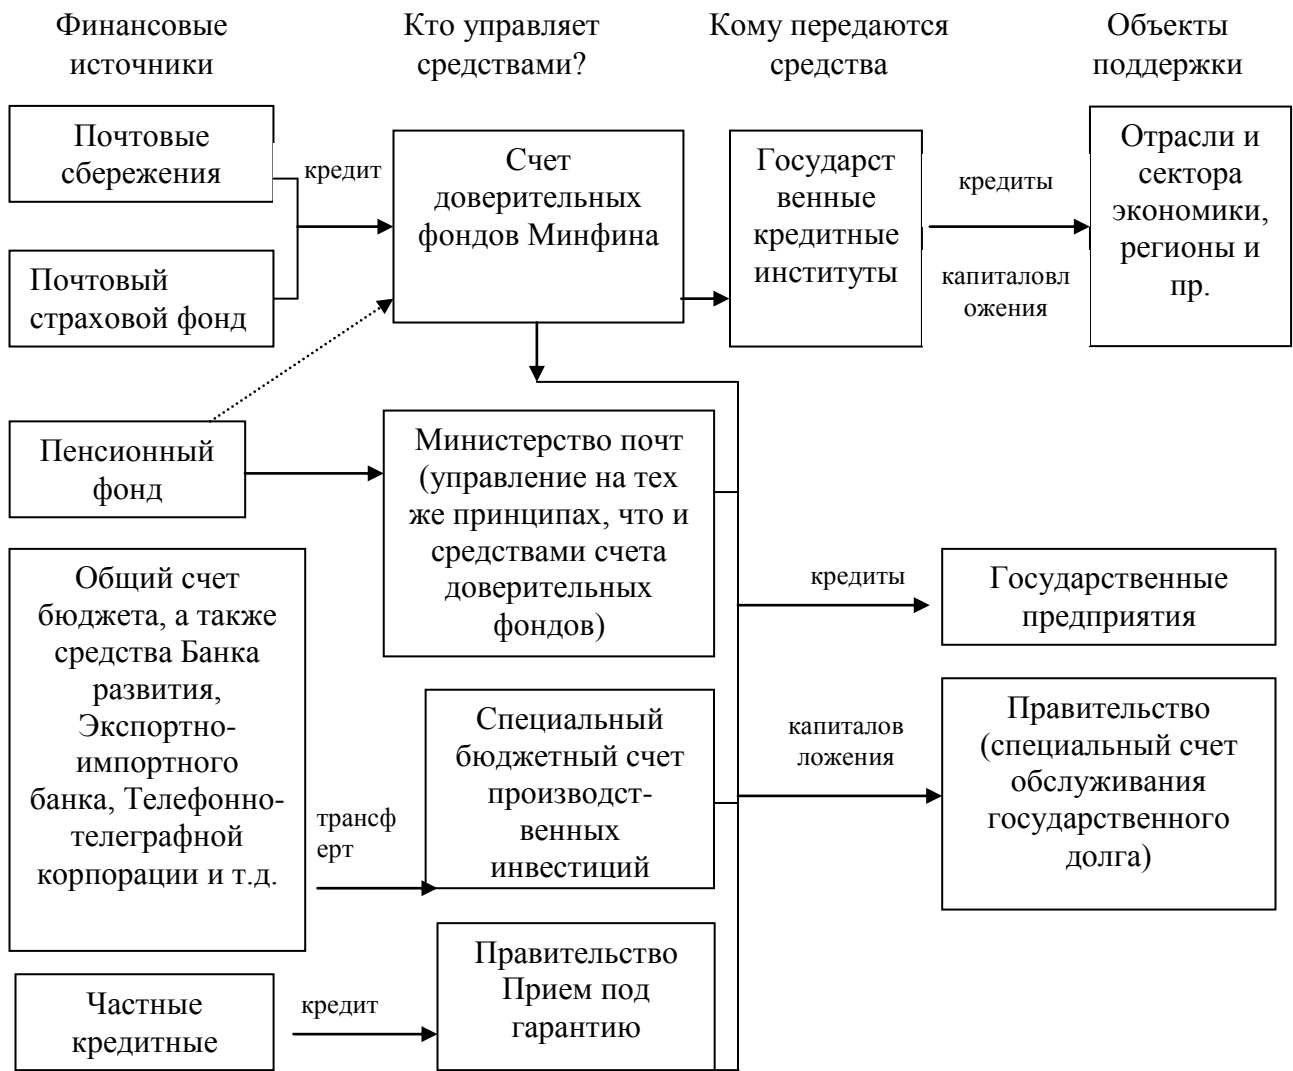 Финансовые
источники
Кто управляет
средствами?
Кому передаются
средства
Объекты
поддержки
Почтовые
сбережения
кредит
Счет
доверительных
фондов Минфина
Государст
венные
кредитные
институты
кредиты
капиталовл
ожения
Отрасли и
сектора
экономики,
регионы и
пр.
Почтовый
страховой фонд
Пенсионный
фонд
Министерство почт
(управление на тех
же принципах, что и
средствами счета
доверительных
фондов)
кредиты
Государственные
предприятия
Общий счет
бюджета, а также
средства Банка
развития,
Экспортно-
импортного
банка, Телефонно-
телеграфной
корпорации и т.д.
трансф
ерт
Специальный
бюджетный счет
производст-
венных
инвестиций
капиталов
ложения
Правительство
(специальный счет
обслуживания
государственного
долга)
Частные
кредитные
кредит
Правительство
Прием под
гарантию